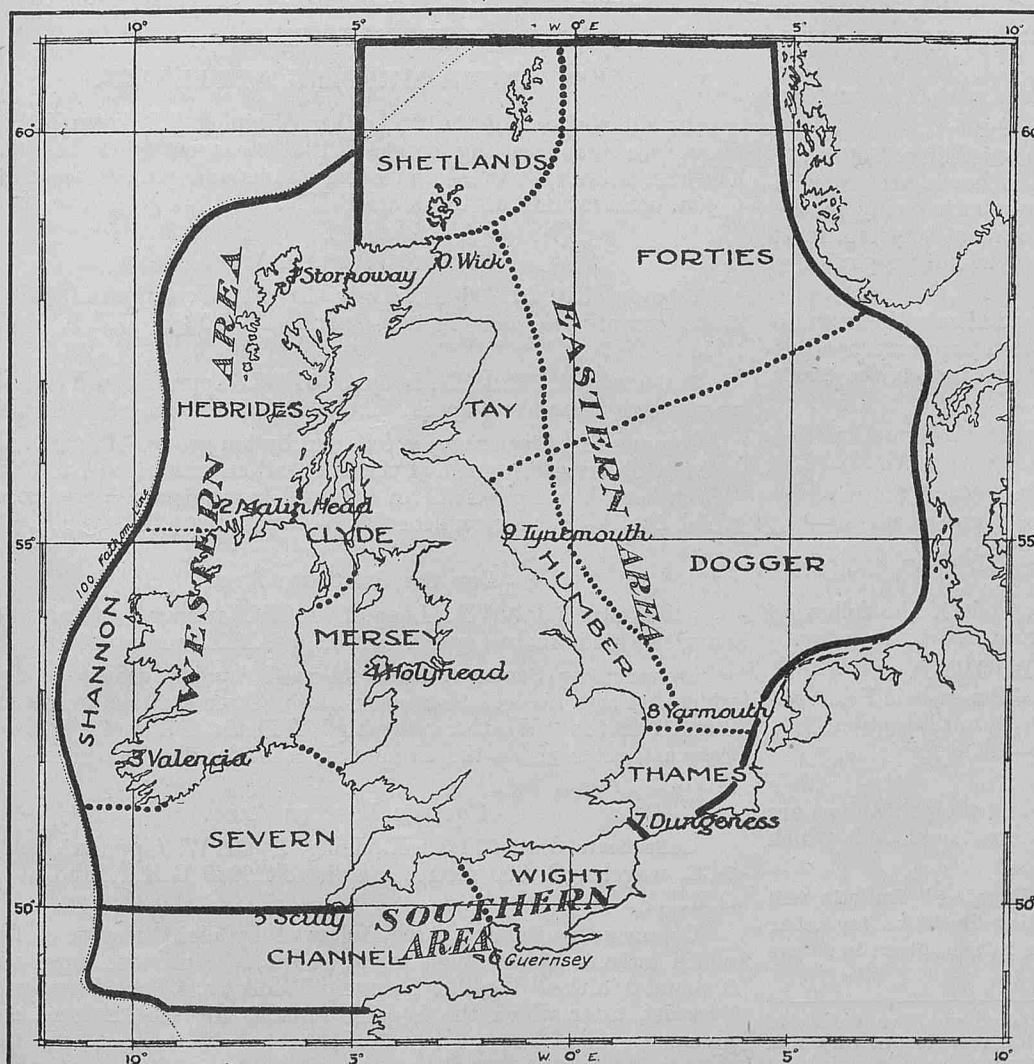 10° 5° W. 0° E. 5° 10°
60° 60°
SHETLANDS
FORTIES
0 Wick
1 Stornoway
WESTERN AREA
EASTERN AREA
HEBRIDES
TAY
2 Malin Head
CLYDE
100 Fathom Line
9 Tynemouth
55° 55°
DOGGER
HUMBER
SHANNON
MERSEY
4 Holyhead
8 Yarmouth
3 Valencia
THAMES
7 Dungeness
SEVERN
WIGHT
50° 50°
5 Scilly
SOUTHERN
AREA
CHANNEL
6 Guernsey
10° 5° W. 0° E. 5° 10°